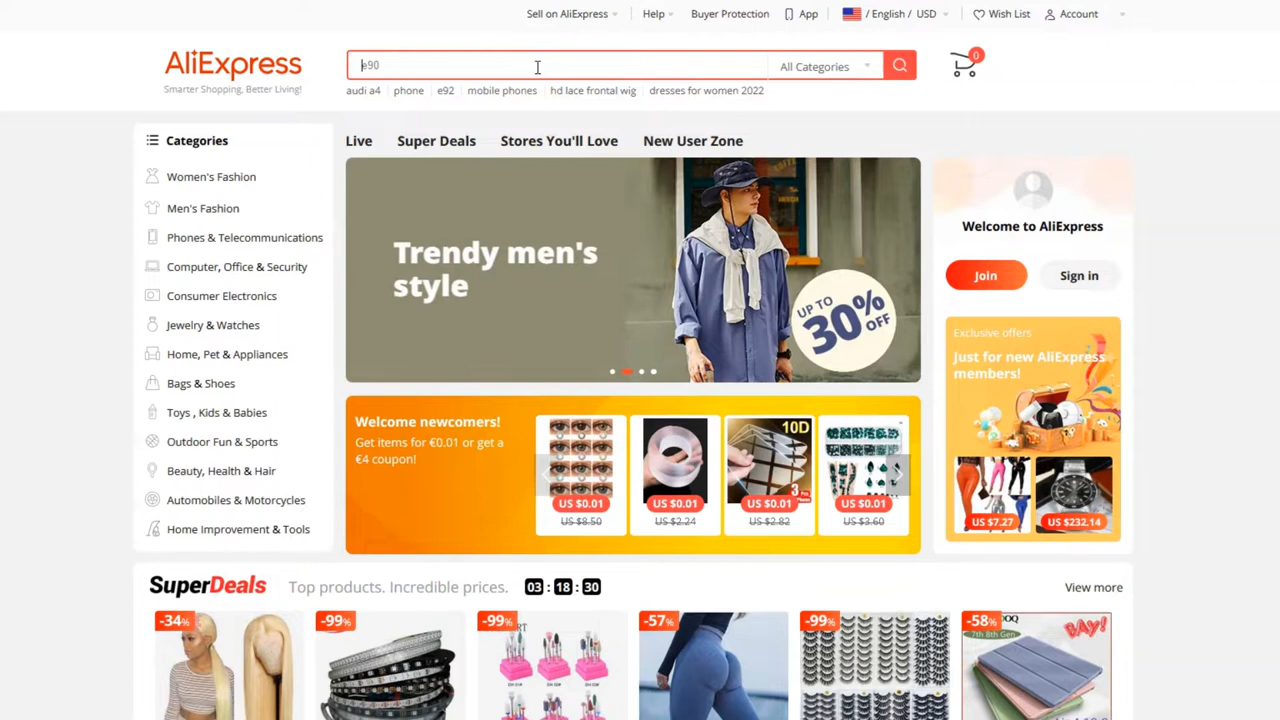 Sell on AliExpress
Help
Buyer Protection
App
/ English / USD
Wish List
Account
AliExpress
Smarter Shopping, Better Living!
e90
All Categories
0
audi a4
phone
e92
mobile phones
hd lace frontal wig
dresses for women 2022
Categories
Women's Fashion
Men's Fashion
Phones & Telecommunications
Computer, Office & Security
Consumer Electronics
Jewelry & Watches
Home, Pet & Appliances
Bags & Shoes
Toys , Kids & Babies
Outdoor Fun & Sports
Beauty, Health & Hair
Automobiles & Motorcycles
Home Improvement & Tools
Live
Super Deals
Stores You'll Love
New User Zone
Trendy men's
style
UP TO
30%
OFF
Welcome newcomers!
Get items for €0.01 or get a
€4 coupon!
US $0.01
US $8.50
US $0.01
US $2.24
10D
3
US $0.01
US $2.82
US $0.01
US $3.60
Welcome to AliExpress
Join
Sign in
Exclusive offers
Just for new AliExpress
members!
US $7.27
US $232.14
SuperDeals
Top products. Incredible prices.
03 : 18 : 30
View more
-34%
-99%
-99%
-57%
-99%
-58%
7th 8th Gen
BAY!